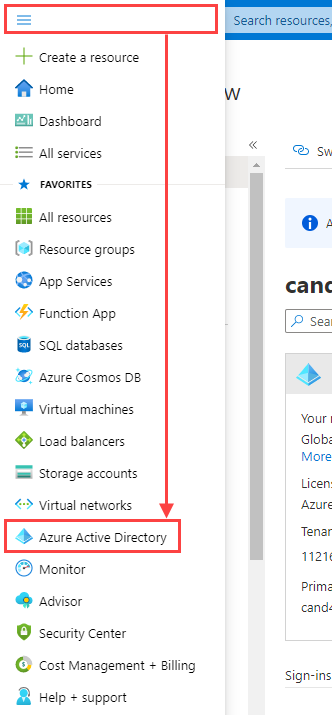 Search resources,
Create a resource
Home
Dashboard
All services
FAVORITES
All resources
Resource groups
App Services
Function App
SQL databases
Azure Cosmos DB
Virtual machines
Load balancers
Storage accounts
Virtual networks
Azure Active Directory
Monitor
Advisor
Security Center
Cost Management + Billing
Help + support
w
«
Sw
A
cand
Sear
Your r
Globa
More
Licen
Azure
Tenar
11216
Prima
cand4
Sign-ins